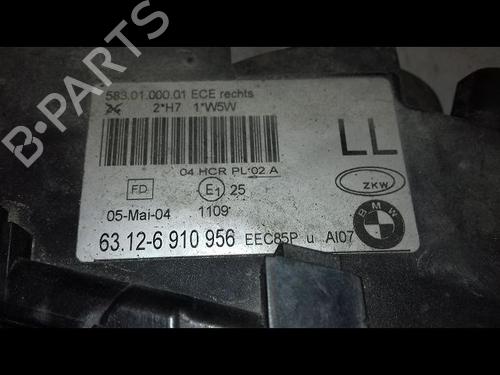 583.01.000.01 ECE rechts
2*H7 1*W5W
LL
04 HCR PL 02 A
FD E1 25
ZKW
05-Mai-04 1109
BMW
63.12-6 910 956 EEC85P u AI07
B-PARTS